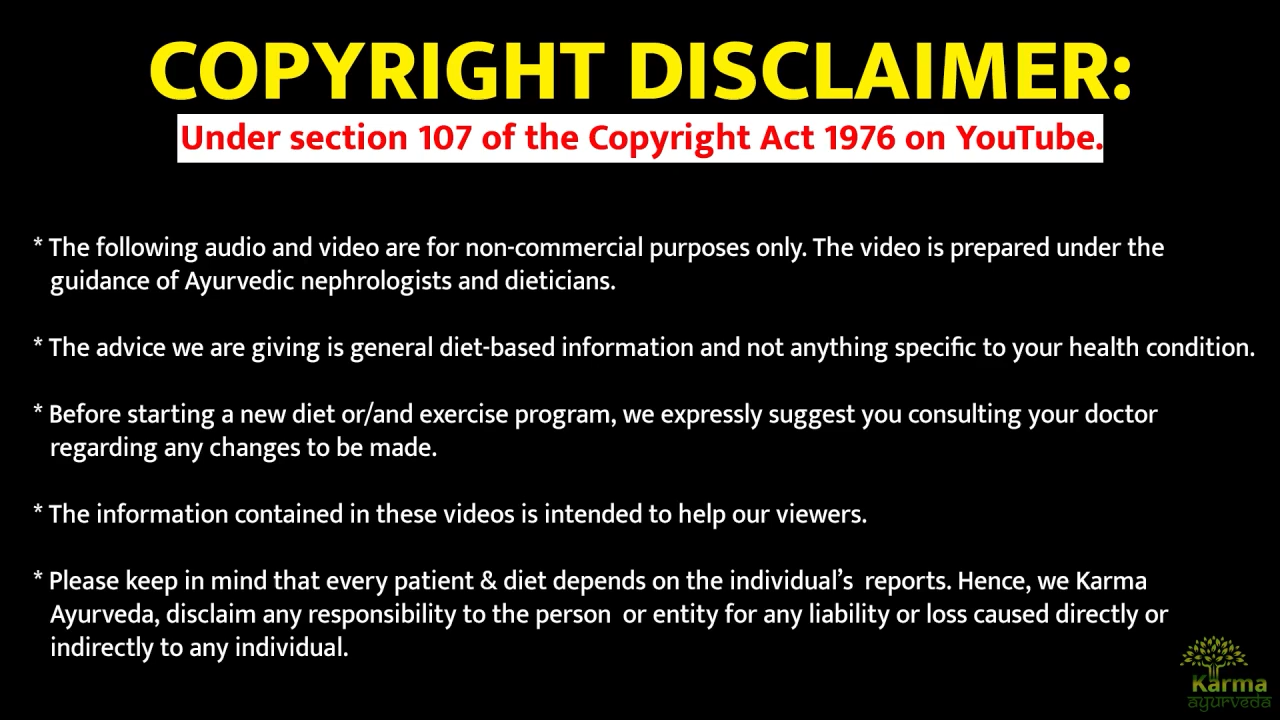 COPYRIGHT DISCLAIMER:
Under section 107 of the Copyright Act 1976 on YouTube.
* The following audio and video are for non-commercial purposes only. The video is prepared under the
guidance of Ayurvedic nephrologists and dieticians.
* The advice we are giving is general diet-based information and not anything specific to your health condition.
* Before starting a new diet or/and exercise program, we expressly suggest you consulting your doctor
regarding any changes to be made.
* The information contained in these videos is intended to help our viewers.
* Please keep in mind that every patient & diet depends on the individual’s  reports. Hence, we Karma
Ayurveda, disclaim any responsibility to the person  or entity for any liability or loss caused directly or
indirectly to any individual.
Karma
ayurveda